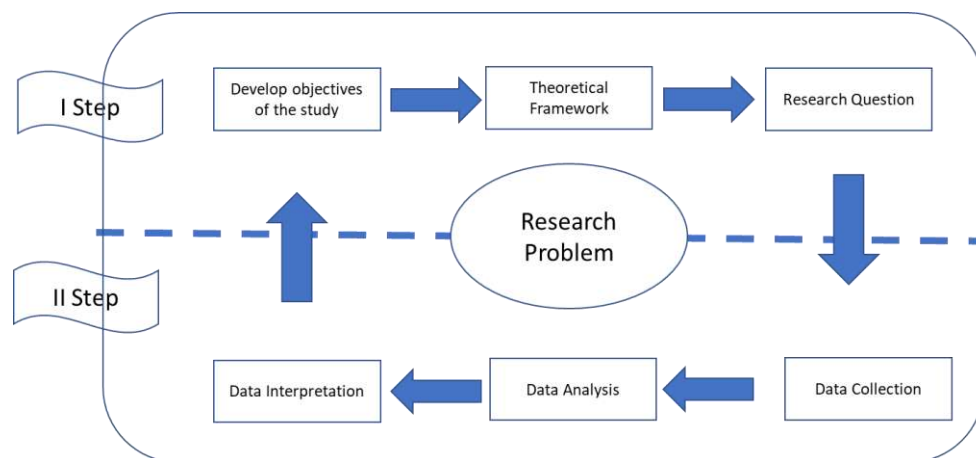 I Step
Develop objectives
of the study
Theoretical
Framework
Research Question
Research
Problem
II Step
Data Interpretation
Data Analysis
Data Collection